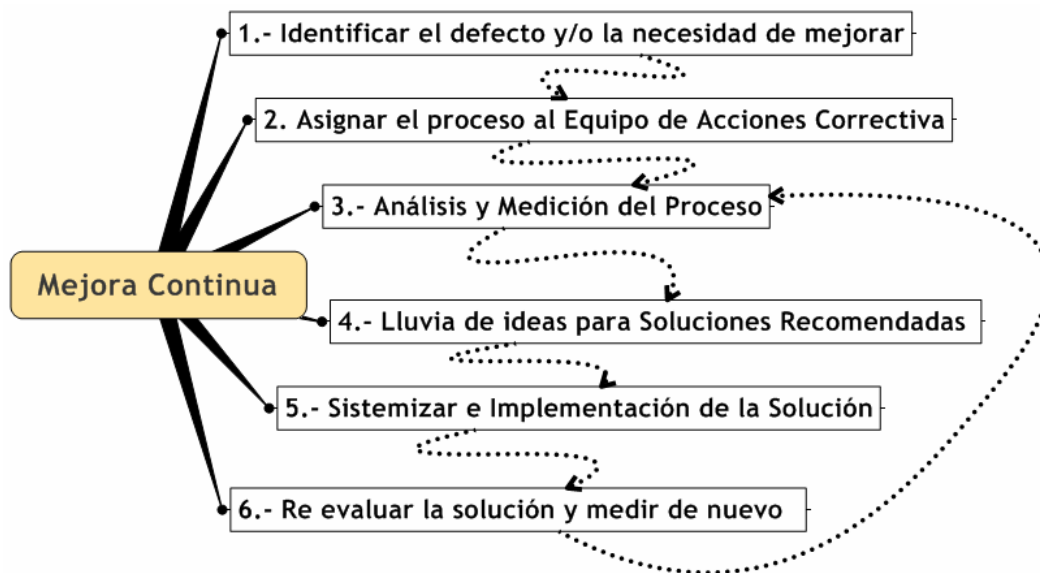 1.- Identificar el defecto y/o la necesidad de mejorar
2. Asignar el proceso al Equipo de Acciones Correctiva
3.- Análisis y Medición del Proceso
Mejora Continua
4.- Lluvia de ideas para Soluciones Recomendadas
5.- Sistemizar e Implementación de la Solución
6.- Re evaluar la solución y medir de nuevo